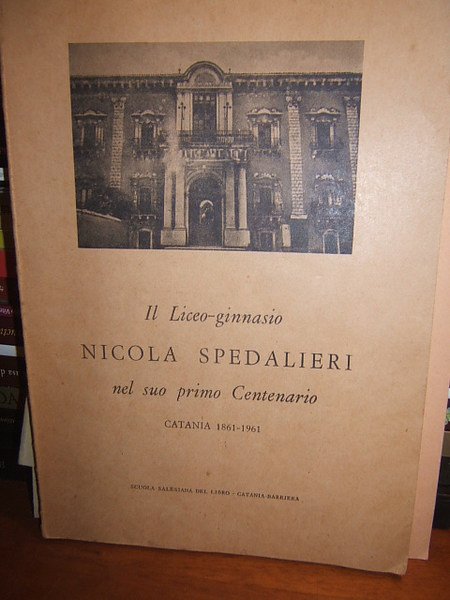 Il Liceo-ginnasio
NICOLA SPEDALIERI
nel suo primo Centenario
CATANIA 1861-1961
SCUOLA SALESIANA DEL LIBRO - CATANIA-BARRIERA